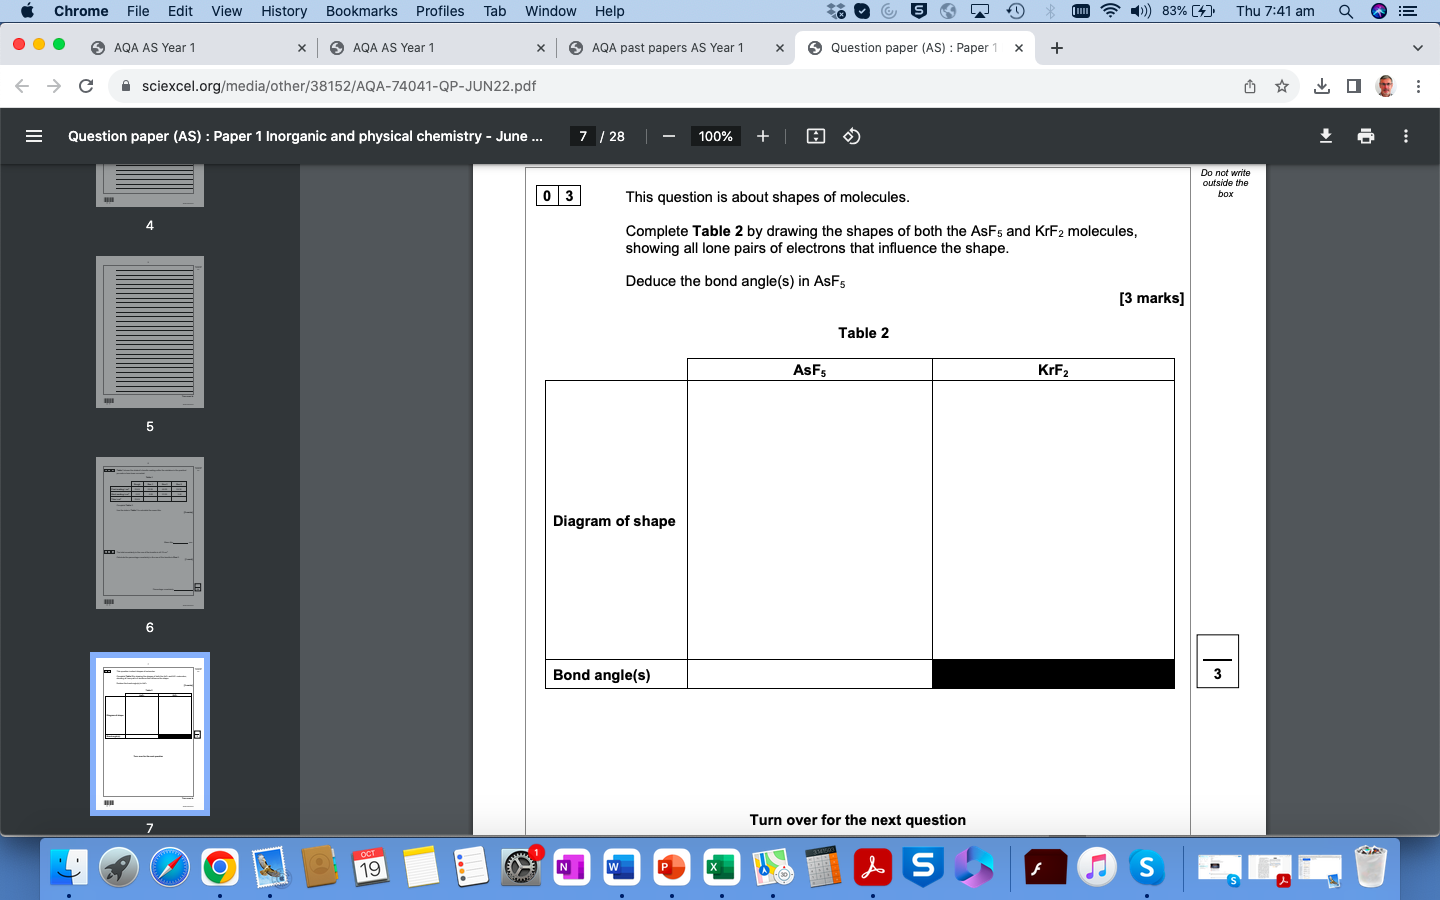 Chrome File Edit View History Bookmarks Profiles Tab Window Help 83% Thu 7:41 am
AQA AS Year 1
AQA AS Year 1
AQA past papers AS Year 1
Question paper (AS) : Paper 1
sciexcel.org/media/other/38152/AQA-74041-QP-JUN22.pdf
Question paper (AS) : Paper 1 Inorganic and physical chemistry - June ... 7 / 28 100%
4
5
6
7
Do not write
outside the
box
0 3 This question is about shapes of molecules.
Complete Table 2 by drawing the shapes of both the AsF₅ and KrF₂ molecules,
showing all lone pairs of electrons that influence the shape.
Deduce the bond angle(s) in AsF₅
[3 marks]
Table 2
AsF₅ KrF₂
Diagram of shape
Bond angle(s)
3
Turn over for the next question
OCT
19
1